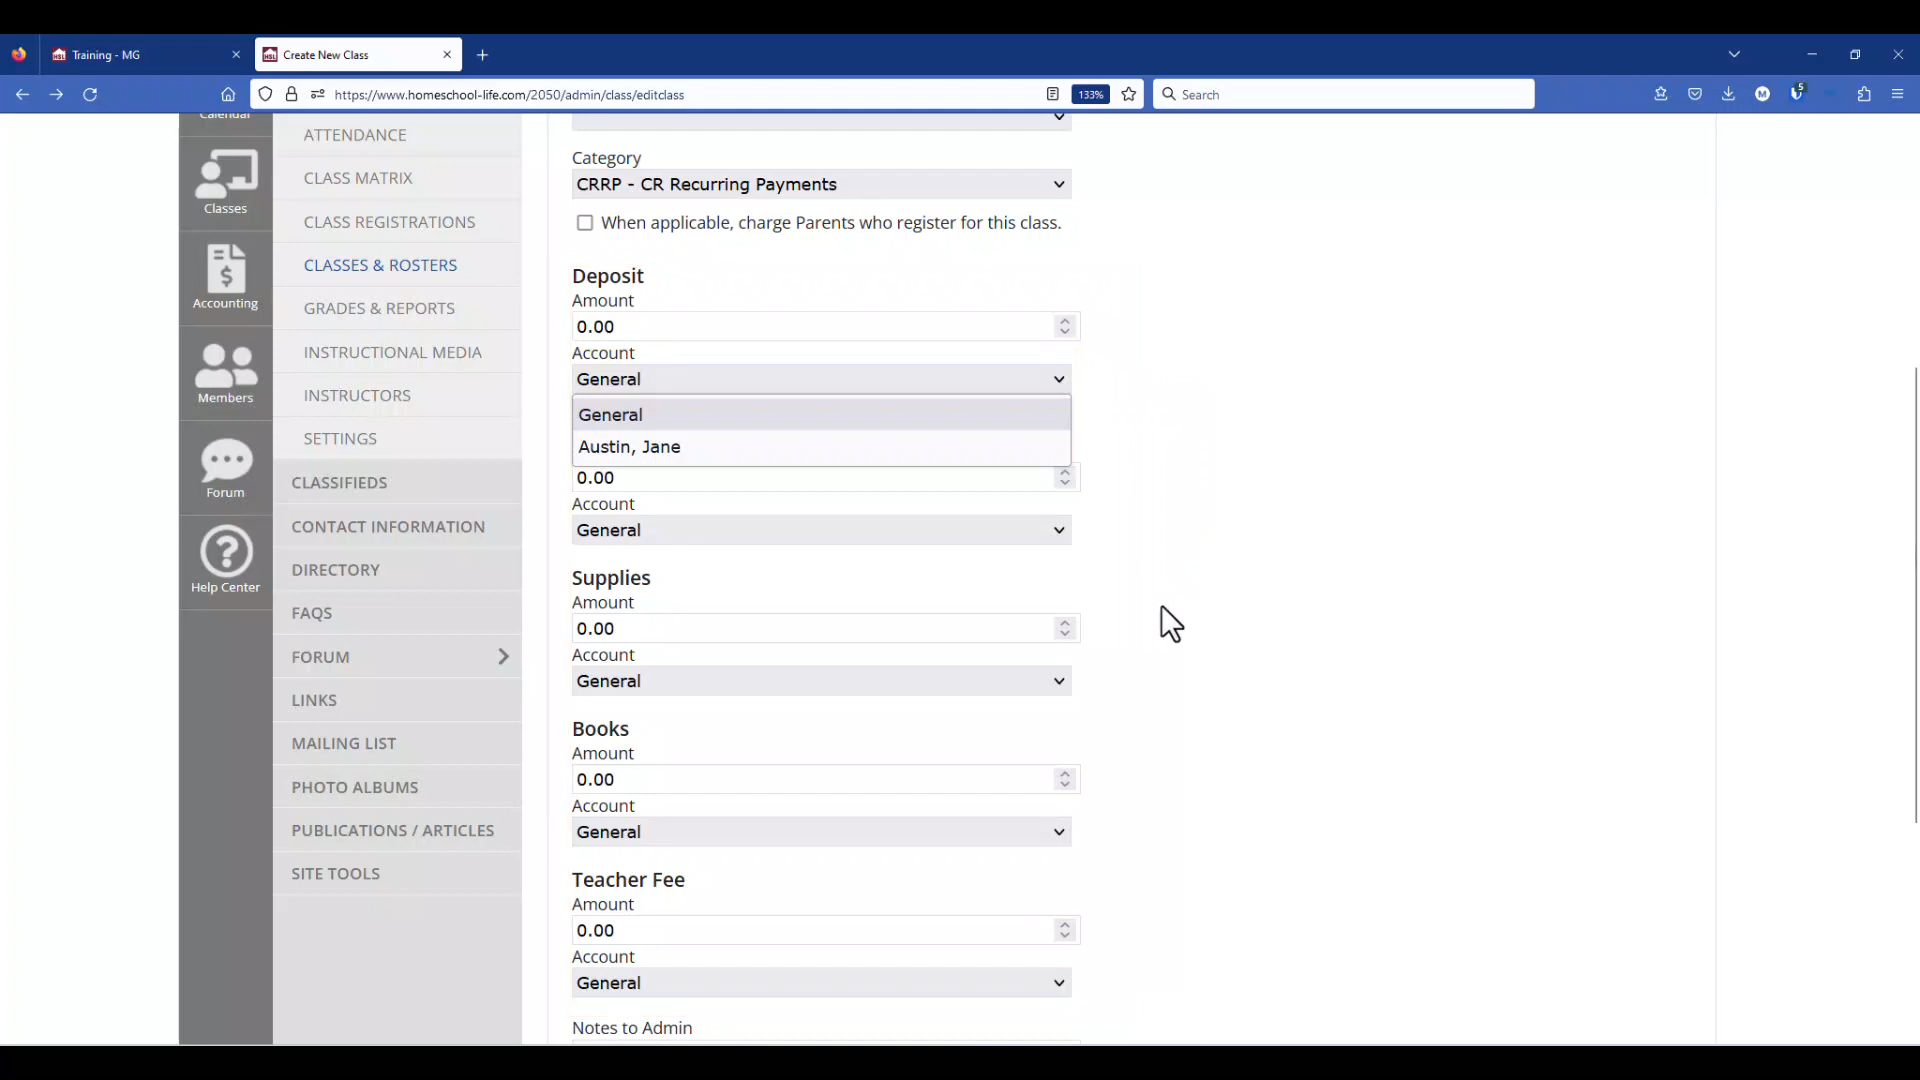 Training - MG
Create New Class
https://www.homeschool-life.com/2050/admin/class/editclass
133%
Search
M
5
Calendar
Classes
Accounting
Members
Forum
Help Center
ATTENDANCE
CLASS MATRIX
CLASS REGISTRATIONS
CLASSES & ROSTERS
GRADES & REPORTS
INSTRUCTIONAL MEDIA
INSTRUCTORS
SETTINGS
CLASSIFIEDS
CONTACT INFORMATION
DIRECTORY
FAQS
FORUM
LINKS
MAILING LIST
PHOTO ALBUMS
PUBLICATIONS / ARTICLES
SITE TOOLS
Category
CRRP - CR Recurring Payments
When applicable, charge Parents who register for this class.
Deposit
Amount
0.00
Account
General
General
Austin, Jane
0.00
Account
General
Supplies
Amount
0.00
Account
General
Books
Amount
0.00
Account
General
Teacher Fee
Amount
0.00
Account
General
Notes to Admin